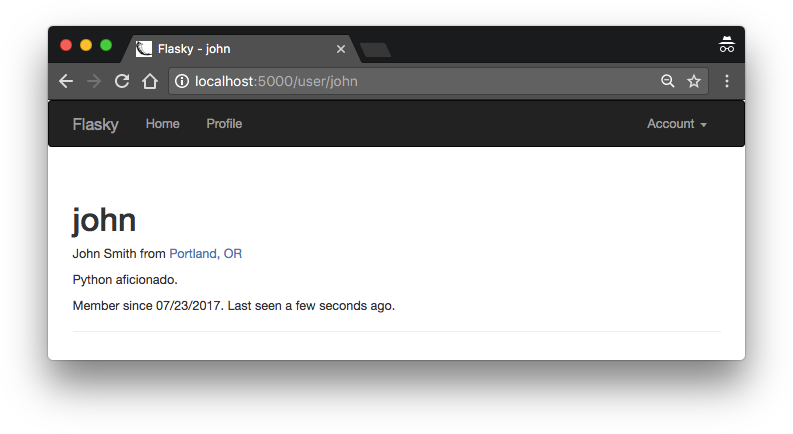 Flasky - john
localhost:5000/user/john
Flasky Home Profile Account
john
John Smith from Portland, OR
Python aficionado.
Member since 07/23/2017. Last seen a few seconds ago.